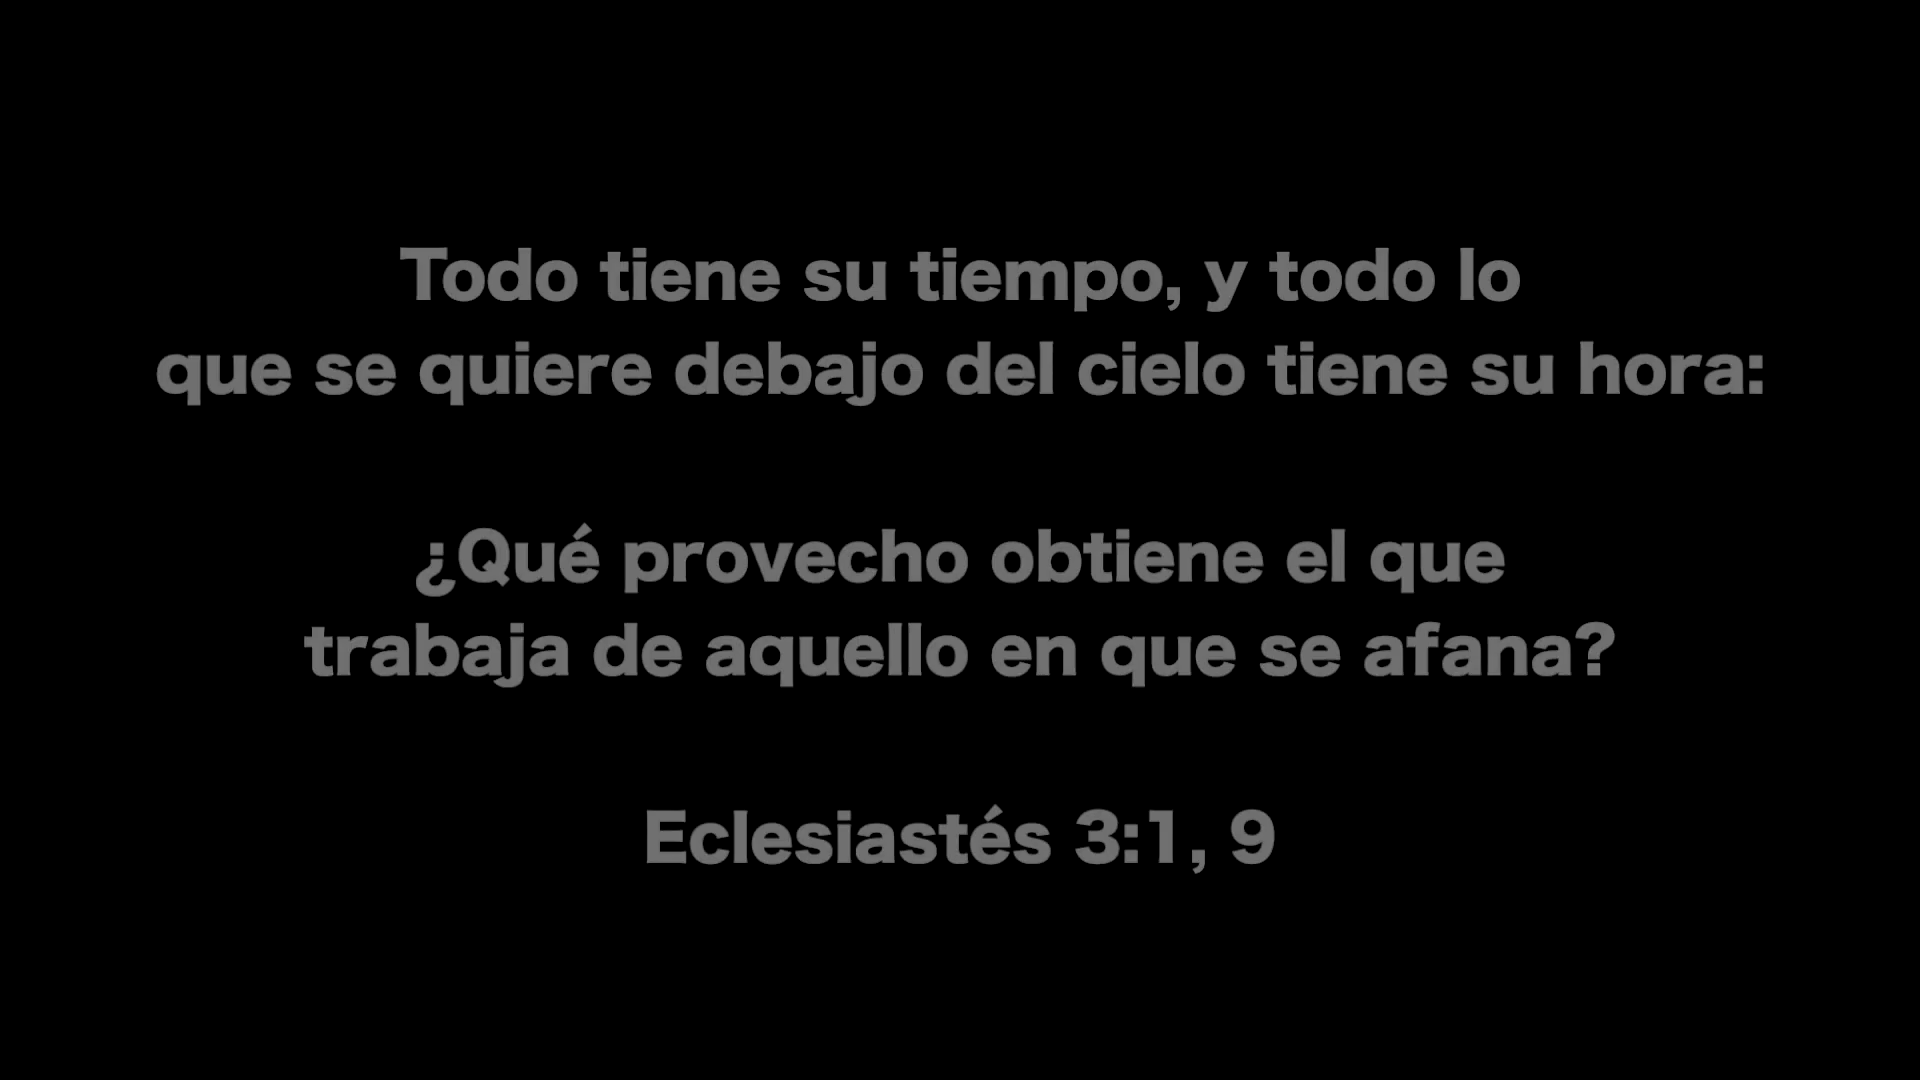 Todo tiene su tiempo, y todo lo
que se quiere debajo del cielo tiene su hora:
¿Qué provecho obtiene el que
trabaja de aquello en que se afana?
Eclesiastés 3:1, 9